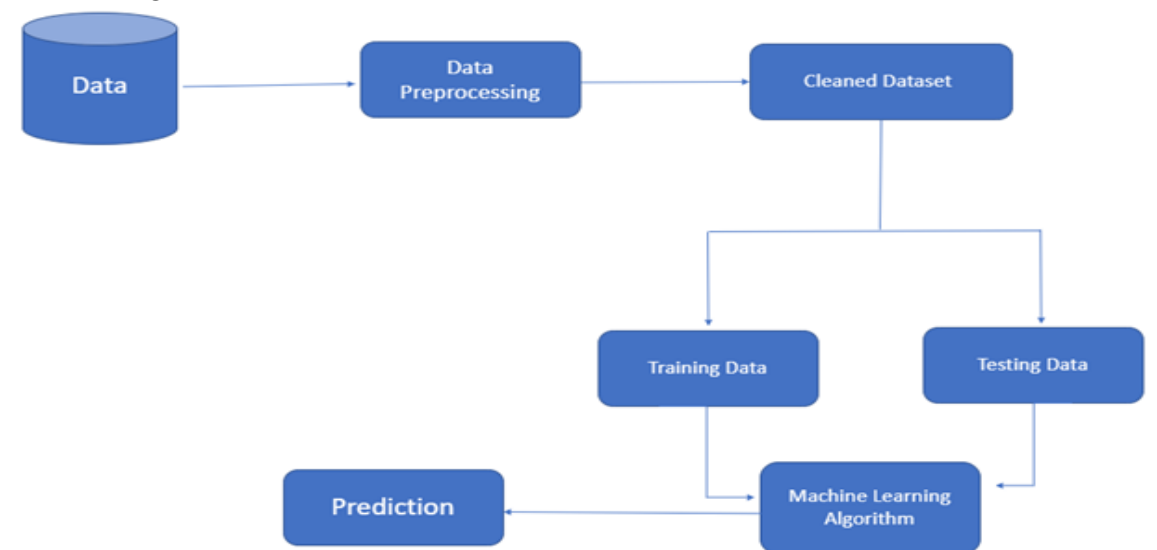 Data
Data
Preprocessing
Cleaned Dataset
Training Data
Testing Data
Machine Learning
Algorithm
Prediction